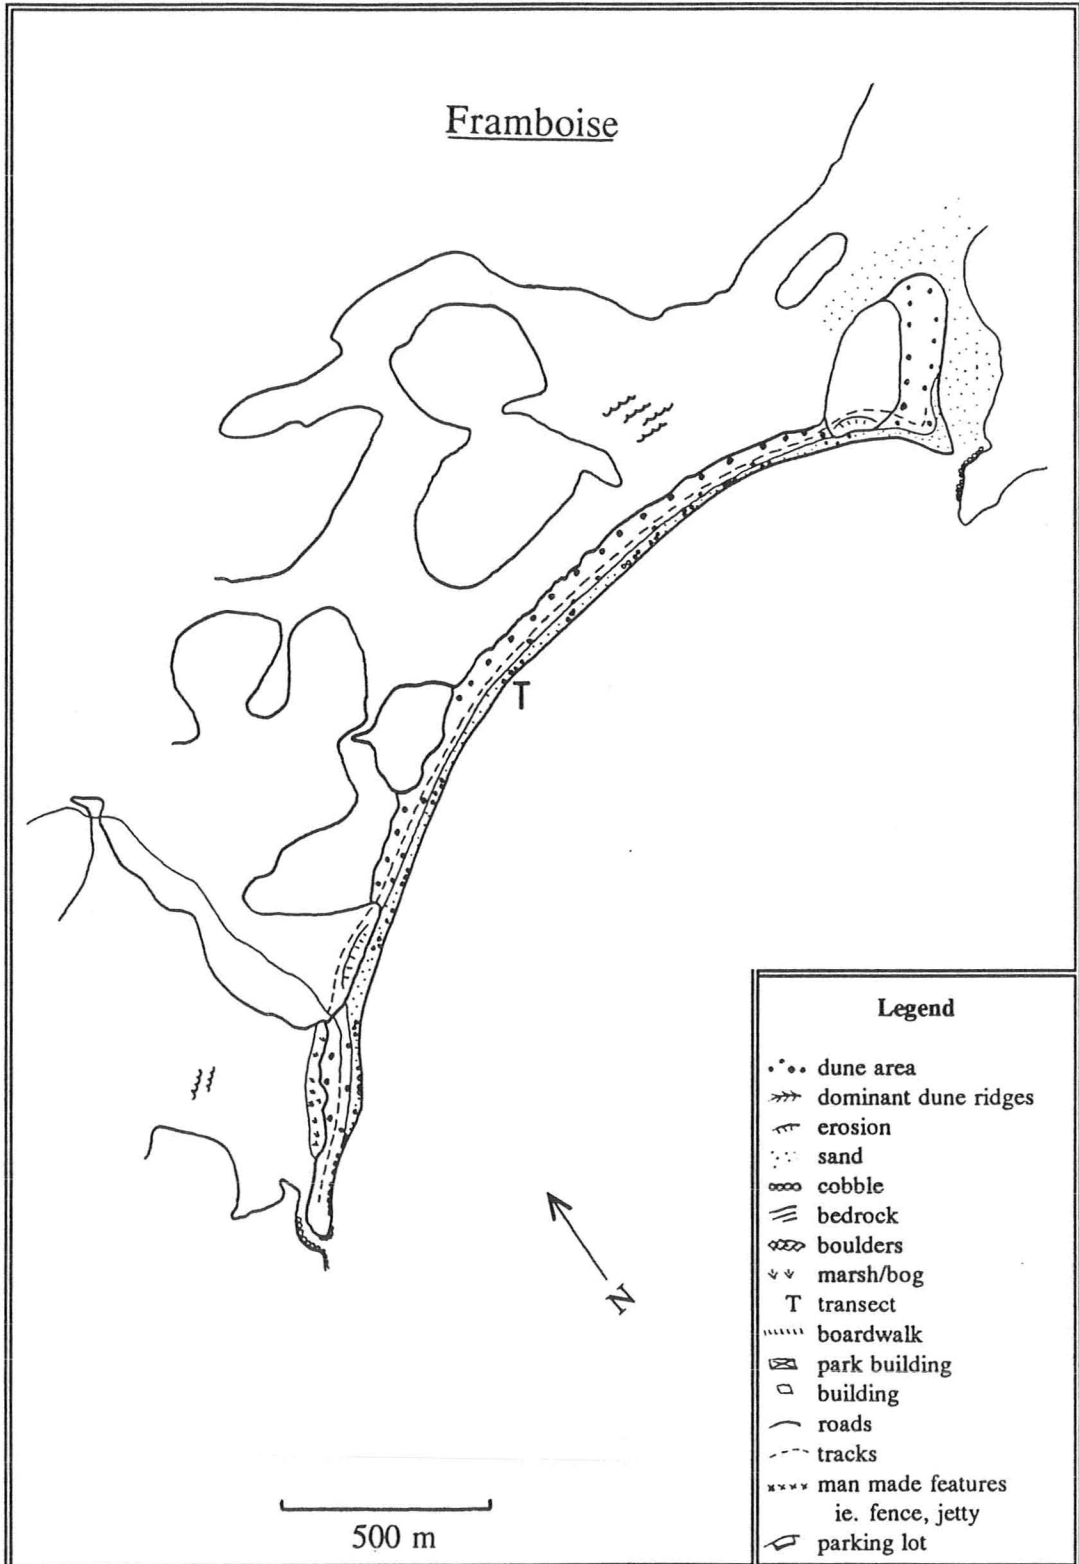 Framboise
T
N
500 m
Legend
dune area
dominant dune ridges
erosion
sand
cobble
bedrock
boulders
marsh/bog
T transect
boardwalk
park building
building
roads
tracks
man made features
ie. fence, jetty
parking lot